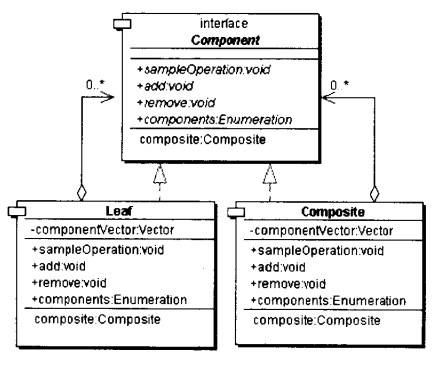 interface
Component
+sampleOperation:void
+add:void
+remove:void
+components:Enumeration
composite:Composite
0..*
0..*
Leaf
-componentVector:Vector
+sampleOperation:void
+add:void
+remove:void
+components:Enumeration
composite:Composite
Composite
-componentVector:Vector
+sampleOperation:void
+add:void
+remove:void
+components:Enumeration
composite:Composite